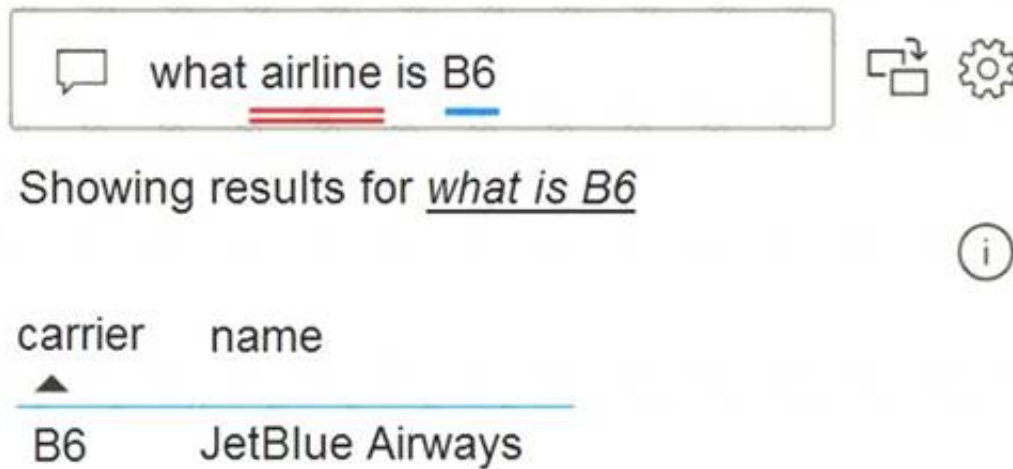 what airline is B6
Showing results for what is B6
i
carrier name
B6 JetBlue Airways